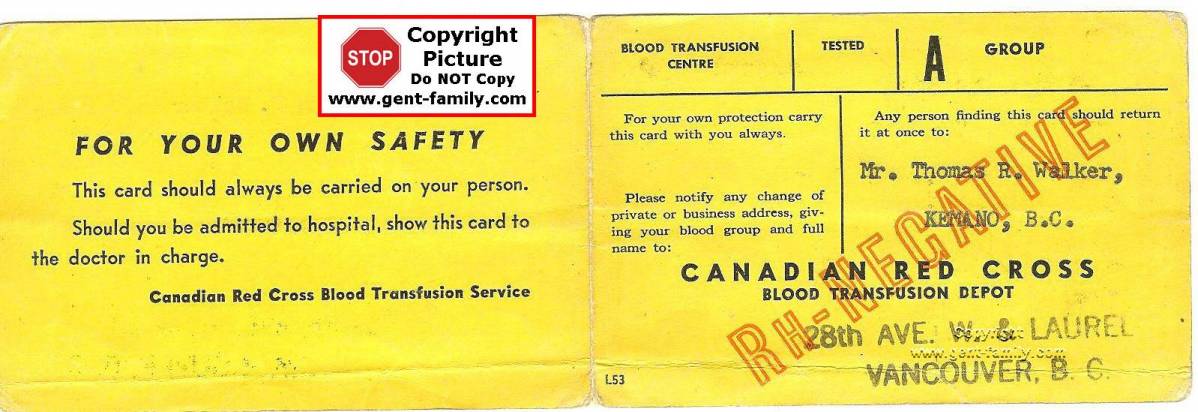 STOP
Copyright
Picture
Do NOT Copy
www.gent-family.com
FOR YOUR OWN SAFETY
This card should always be carried on your person.
Should you be admitted to hospital, show this card to
the doctor in charge.
Canadian Red Cross Blood Transfusion Service
BLOOD TRANSFUSION
CENTRE
TESTED
A GROUP
For your own protection carry
this card with you always.
Please notify any change of
private or business address, giv-
ing your blood group and full
name to:
Any person finding this card should return
it at once to:
Mr. Thomas R. Walker,
KEMANO, B.C.
RH-NEGATIVE
CANADIAN RED CROSS
BLOOD TRANSFUSION DEPOT
28th AVE. W. & LAUREL
VANCOUVER, B. C.
Copyright
www.gent-family.com
L53